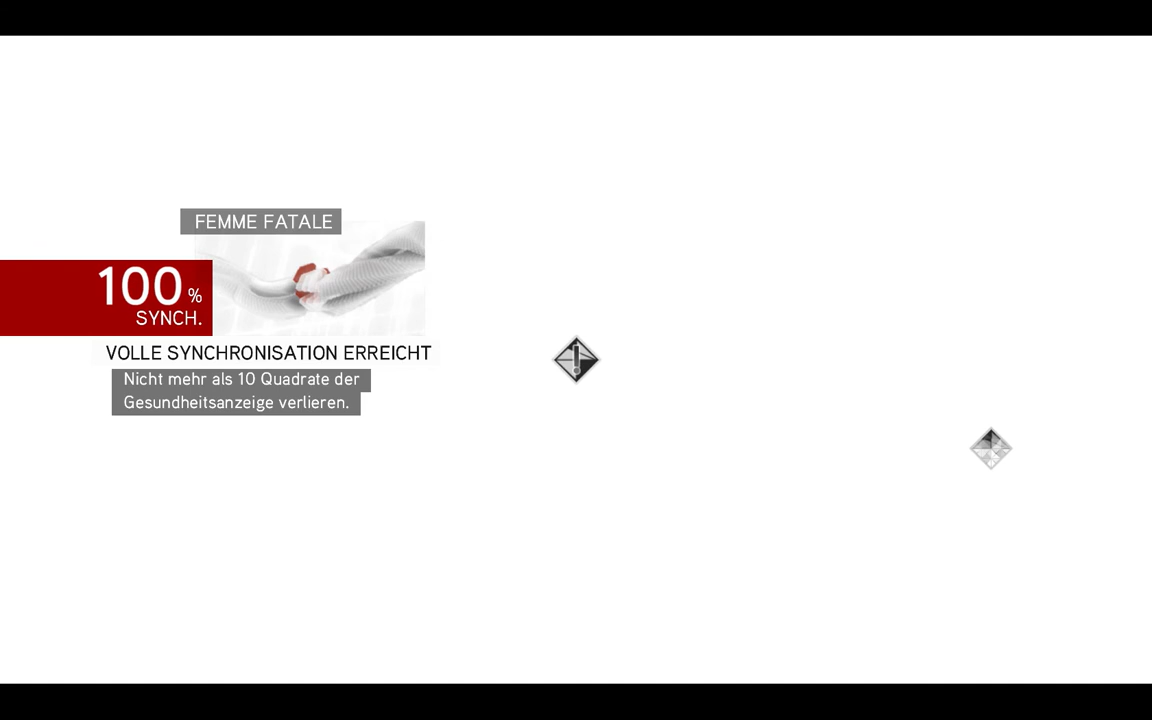 FEMME FATALE
100 %
SYNCH.
VOLLE SYNCHRONISATION ERREICHT
Nicht mehr als 10 Quadrate der
Gesundheitsanzeige verlieren.